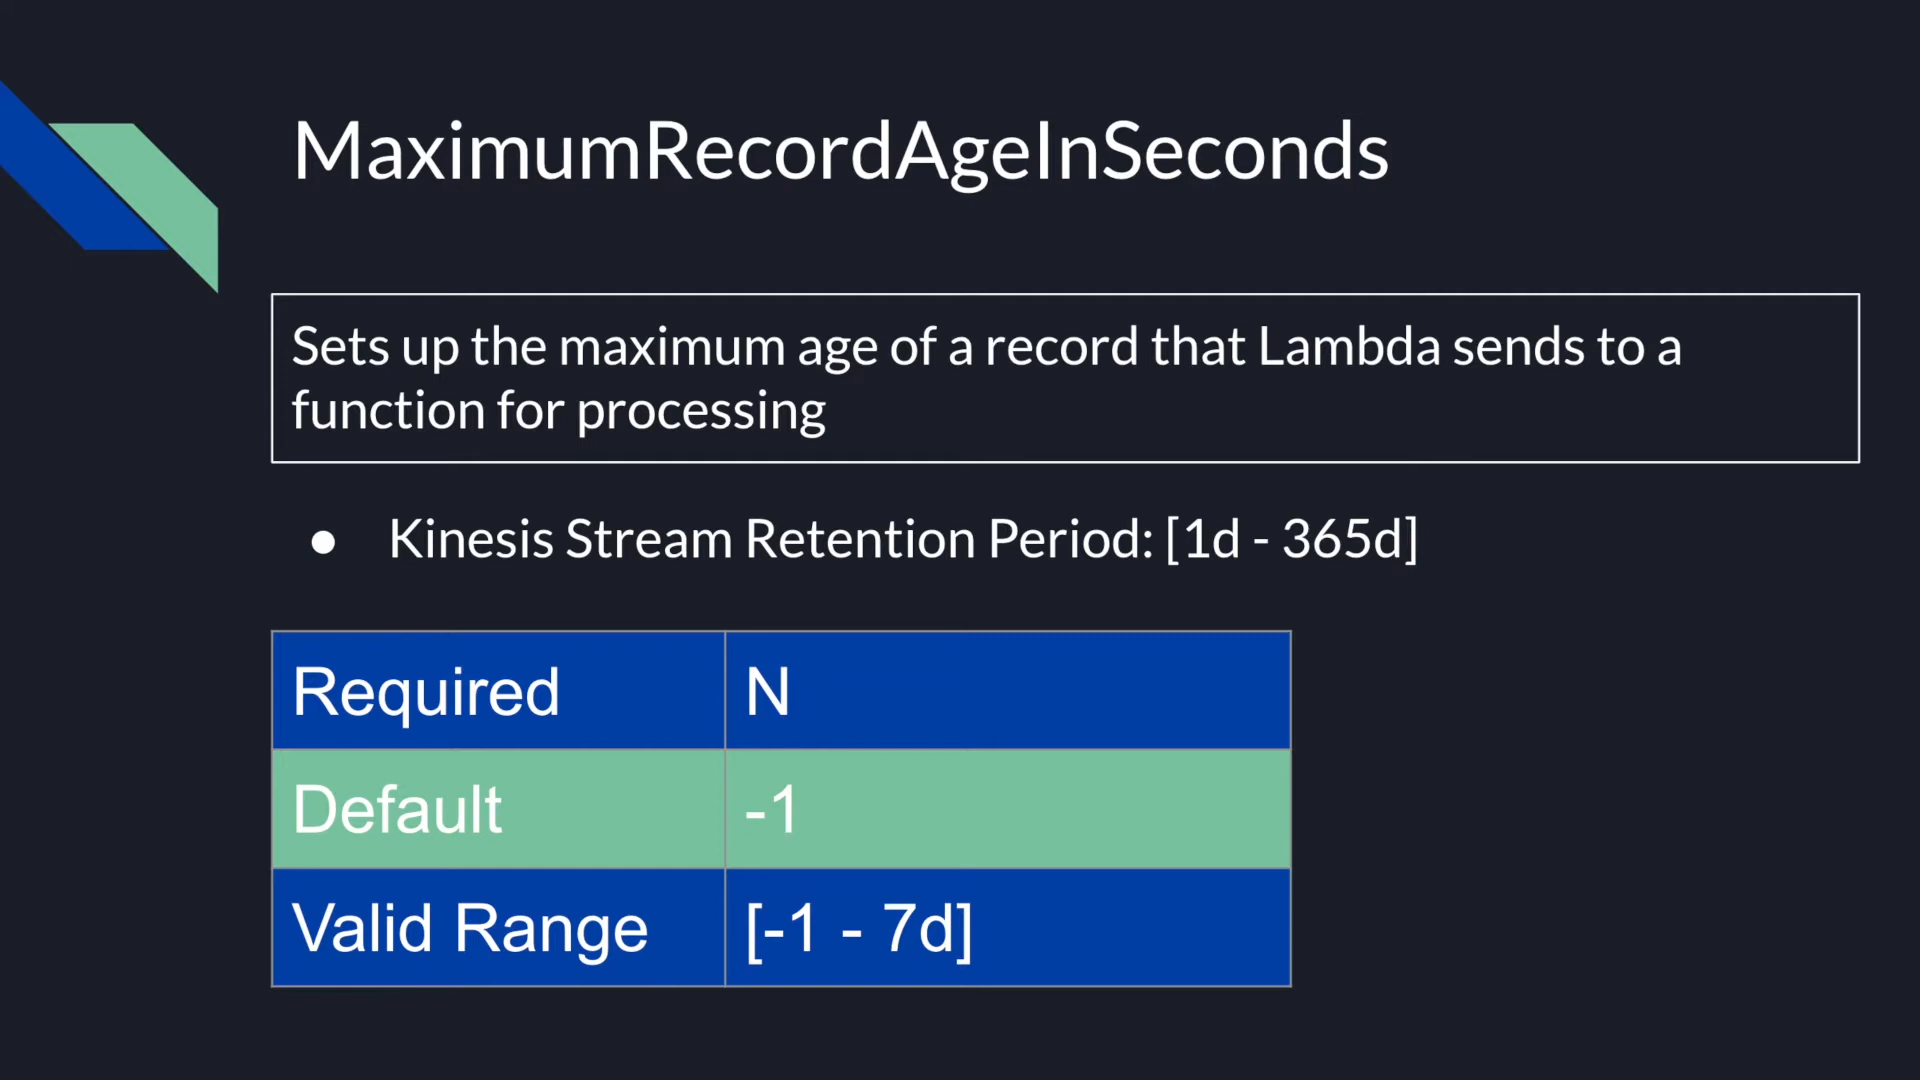 MaximumRecordAgeInSeconds
Sets up the maximum age of a record that Lambda sends to a
function for processing
● Kinesis Stream Retention Period: [1d - 365d]
Required N
Default -1
Valid Range [-1 - 7d]